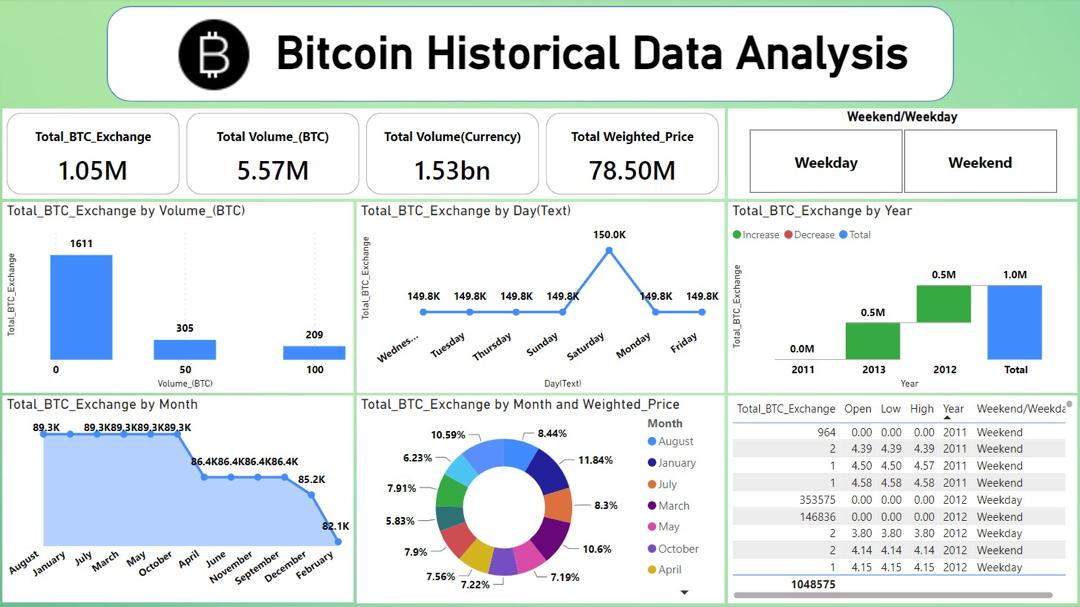 Bitcoin Historical Data Analysis
Total_BTC_Exchange
1.05M
Total Volume_(BTC)
5.57M
Total Volume(Currency)
1.53bn
Total Weighted_Price
78.50M
Weekend/Weekday
Weekday
Weekend
Total_BTC_Exchange by Volume_(BTC)
Total_BTC_Exchange
1611
305
209
0
50
100
Volume_(BTC)
Total_BTC_Exchange by Day(Text)
Total_BTC_Exchange
149.8K
149.8K
149.8K
149.8K
150.0K
149.8K
149.8K
Wednes...
Tuesday
Thursday
Sunday
Saturday
Monday
Friday
Day(Text)
Total_BTC_Exchange by Year
Increase
Decrease
Total
Total_BTC_Exchange
0.0M
0.5M
0.5M
1.0M
2011
2013
2012
Total
Year
Total_BTC_Exchange by Month
89.3K
89.3K
89.3K
89.3K
89.3K
86.4K
86.4K
86.4K
86.4K
85.2K
82.1K
August
January
July
March
May
October
April
June
November
September
December
February
Total_BTC_Exchange by Month and Weighted_Price
8.44%
11.84%
8.3%
10.6%
7.19%
7.22%
7.56%
7.9%
5.83%
7.91%
6.23%
10.59%
Month
August
January
July
March
May
October
April
Total_BTC_Exchange Open Low High Year Weekend/Weekda
964 0.00 0.00 0.00 2011 Weekend
2 4.39 4.39 4.39 2011 Weekend
1 4.50 4.50 4.57 2011 Weekend
1 4.58 4.58 4.58 2011 Weekend
353575 0.00 0.00 0.00 2012 Weekday
146836 0.00 0.00 0.00 2012 Weekend
2 3.80 3.80 3.80 2012 Weekday
2 4.14 4.14 4.14 2012 Weekend
1 4.15 4.15 4.15 2012 Weekday
1048575